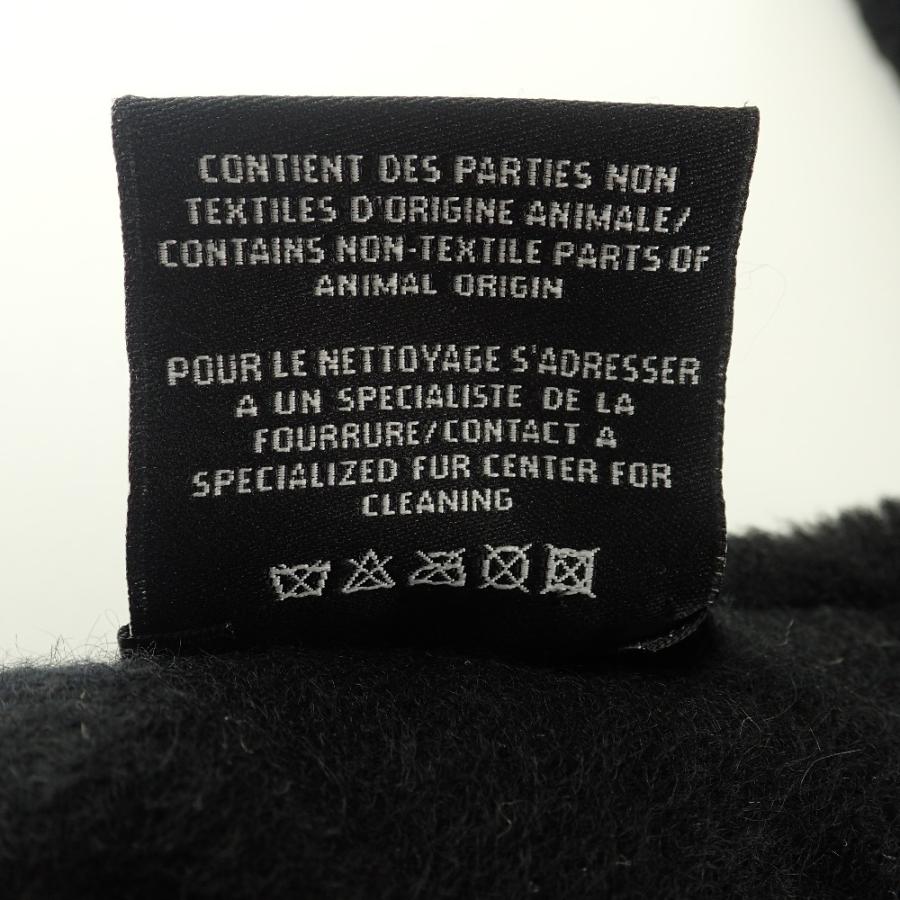 CONTIENT DES PARTIES NON
TEXTILES D'ORIGINE ANIMALE/
CONTAINS NON-TEXTILE PARTS OF
ANIMAL ORIGIN
POUR LE NETTOYAGE S'ADRESSER
A UN SPECIALISTE DE LA
FOURRURE/CONTACT A
SPECIALIZED FUR CENTER FOR
CLEANING